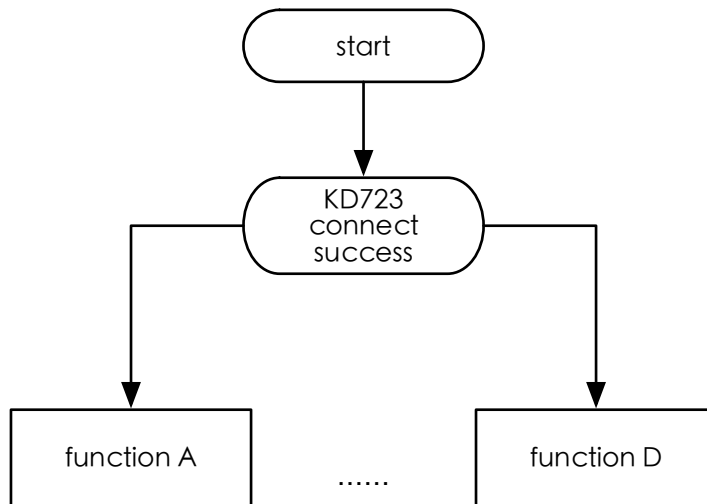 start
KD723
connect
success
function A
function D
......